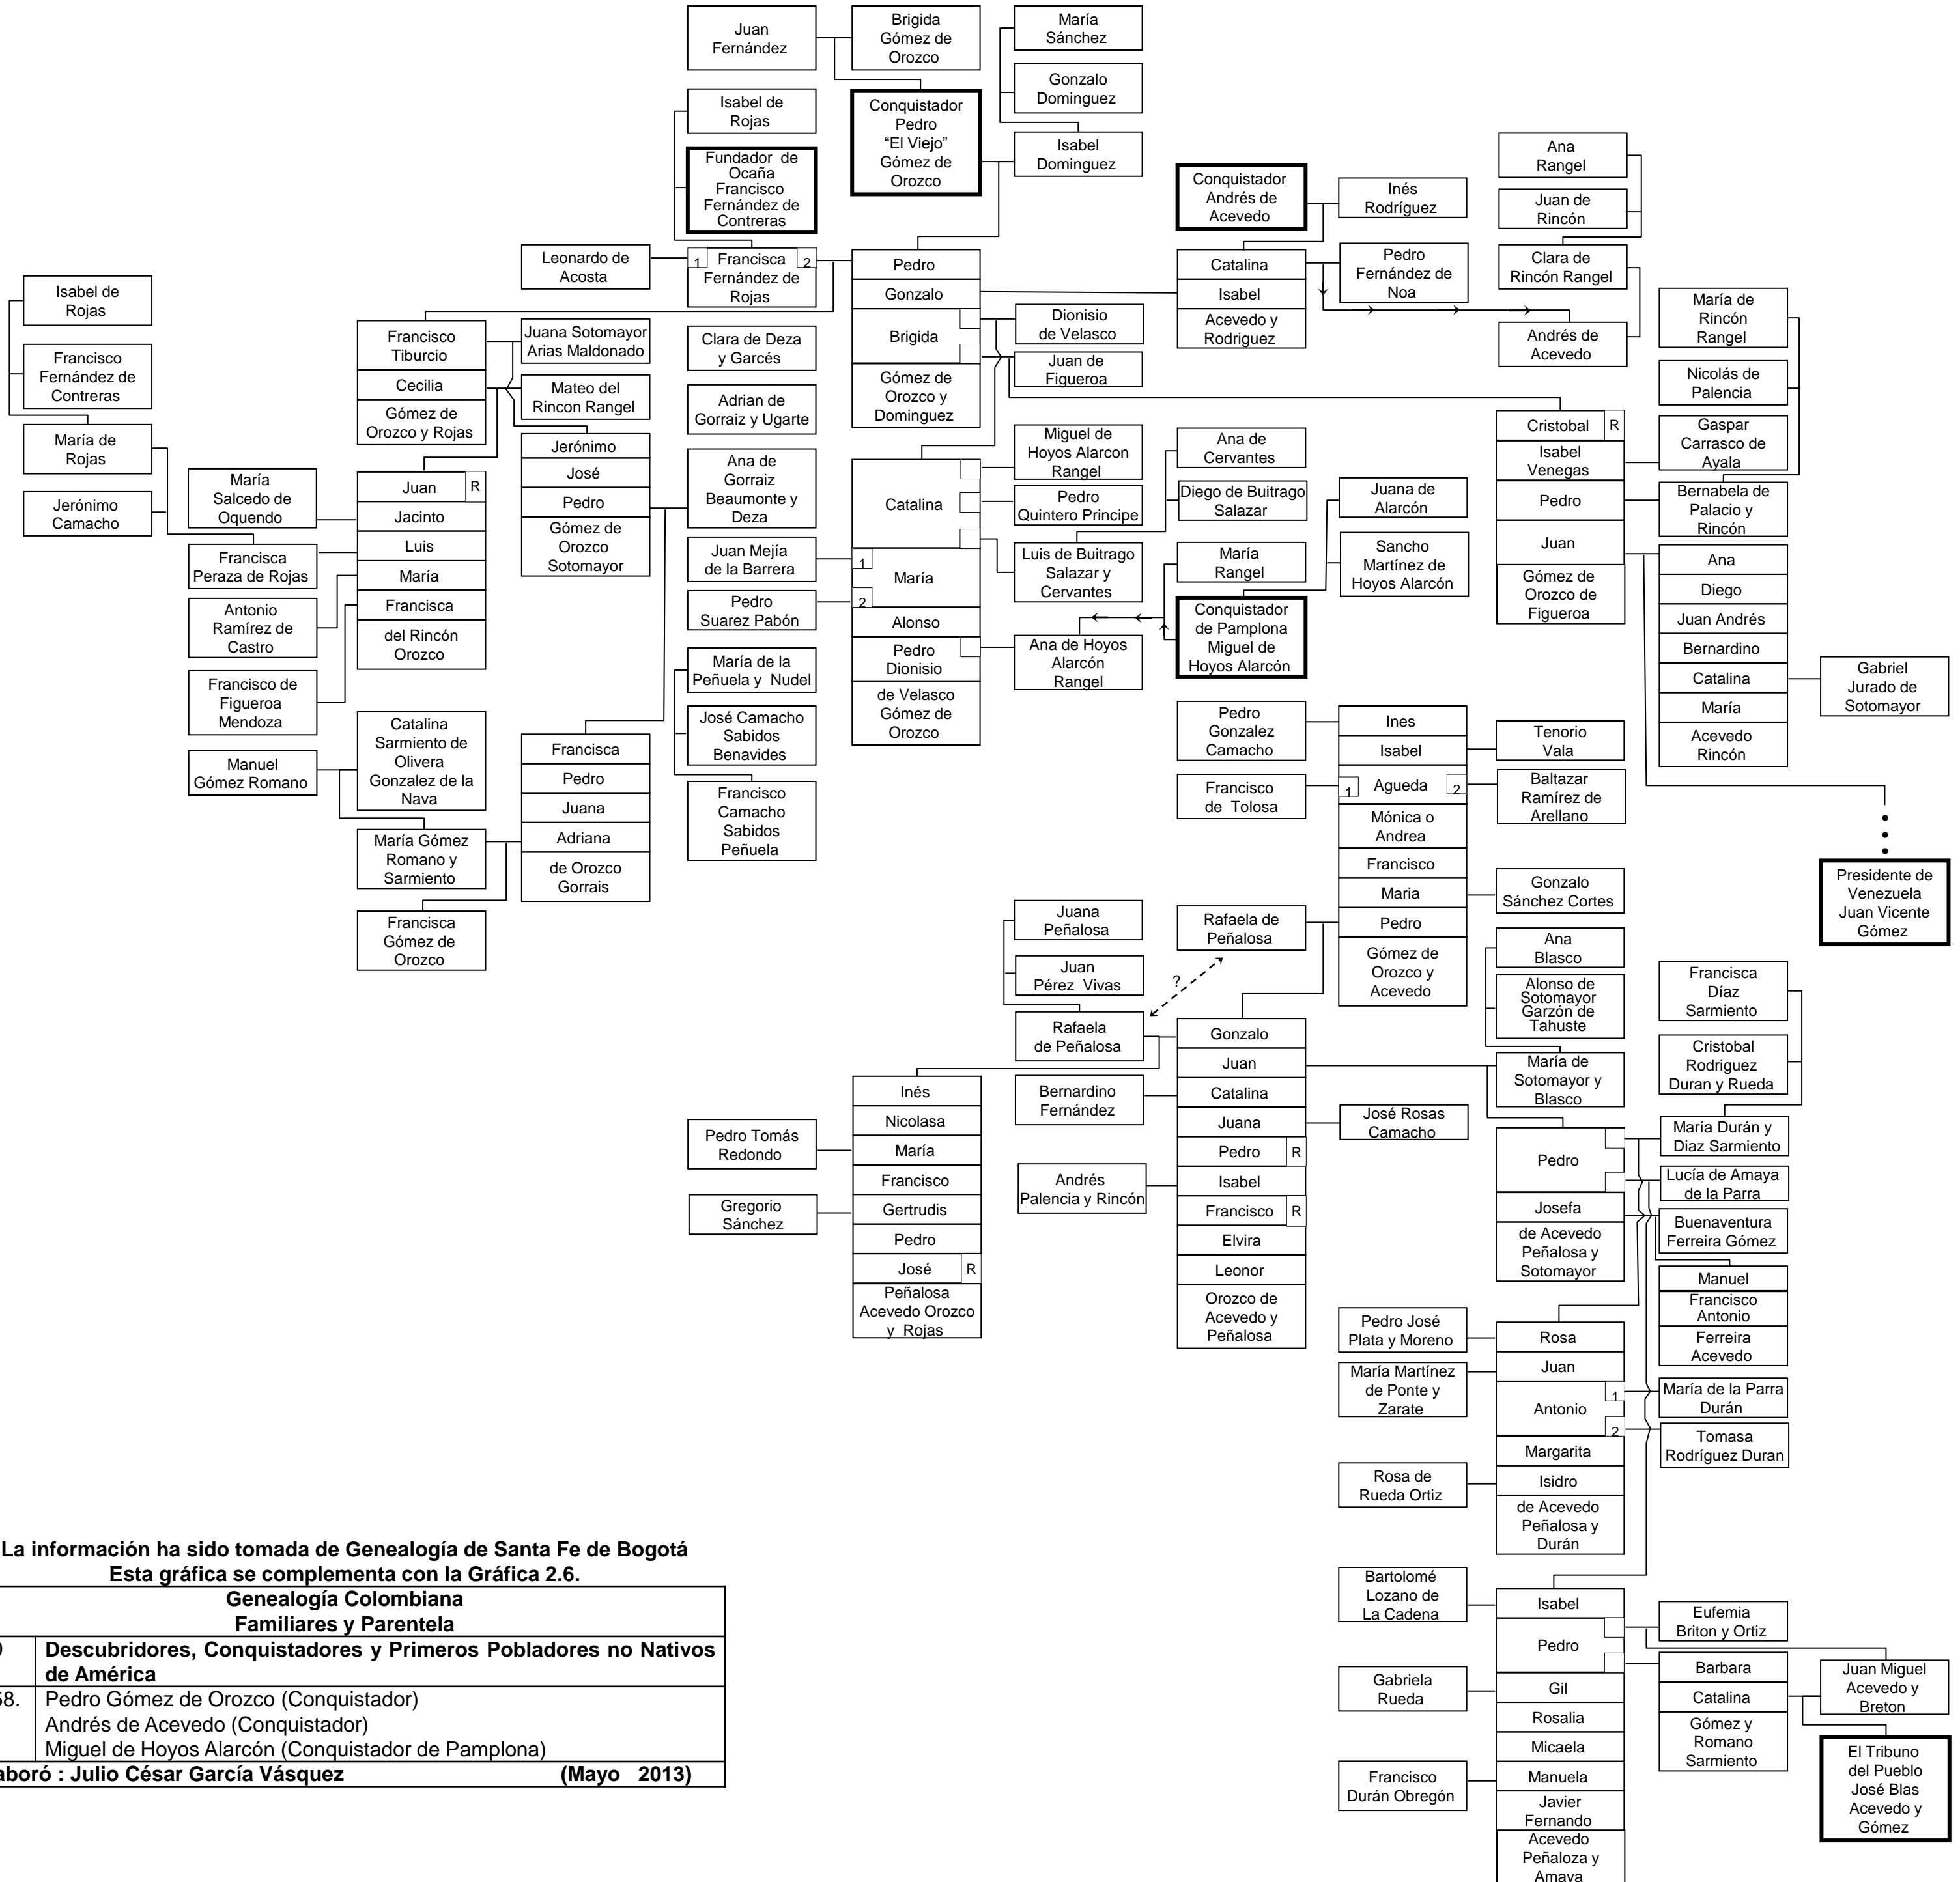 Juan
Fernández
Brigida
Gómez de
Orozco
María
Sánchez
Gonzalo
Dominguez
Isabel de
Rojas
Conquistador
Pedro
“El Viejo”
Gómez de
Orozco
Isabel
Dominguez
Fundador de
Ocaña
Francisco
Fernández de
Contreras
Conquistador
Andrés de
Acevedo
Inés
Rodríguez
Ana
Rangel
Juan de
Rincón
Clara de
Rincón Rangel
Leonardo de
Acosta
1
Francisca
2
Fernández de
Rojas
Pedro
Gonzalo
Brigida
Gómez de
Orozco y
Dominguez
Catalina
Isabel
Acevedo y
Rodriguez
Pedro
Fernández de
Noa
Andrés de
Acevedo
Dionisio
de Velasco
Juan de
Figueroa
Isabel de
Rojas
Francisco
Fernández de
Contreras
María de
Rojas
Jerónimo
Camacho
Francisco
Tiburcio
Cecilia
Gómez de
Orozco y Rojas
Juana Sotomayor
Arias Maldonado
Mateo del
Rincon Rangel
Clara de Deza
y Garcés
Adrian de
Gorraiz y Ugarte
Ana de
Gorraiz
Beaumonte y
Deza
María de
Rincón
Rangel
Nicolás de
Palencia
Gaspar
Carrasco de
Ayala
Bernabela de
Palacio y
Rincón
Cristobal
R
Isabel
Venegas
Pedro
Juan
Gómez de
Orozco de
Figueroa
Jerónimo
José
Pedro
Gómez de
Orozco
Sotomayor
María
Salcedo de
Oquendo
Francisca
Peraza de Rojas
Antonio
Ramírez de
Castro
Francisco de
Figueroa
Mendoza
Juan
R
Jacinto
Luis
María
Francisca
del Rincón
Orozco
Juan Mejía
de la Barrera
Pedro
Suarez Pabón
Catalina
1
María
2
Alonso
Pedro
Dionisio
de Velasco
Gómez de
Orozco
Miguel de
Hoyos Alarcon
Rangel
Pedro
Quintero Principe
Luis de Buitrago
Salazar y
Cervantes
Ana de Hoyos
Alarcón
Rangel
Ana de
Cervantes
Diego de Buitrago
Salazar
María
Rangel
Conquistador
de Pamplona
Miguel de
Hoyos Alarcón
Juana de
Alarcón
Sancho
Martínez de
Hoyos Alarcón
Ana
Diego
Juan Andrés
Bernardino
Catalina
María
Acevedo
Rincón
Gabriel
Jurado de
Sotomayor
María de la
Peñuela y Nudel
José Camacho
Sabidos
Benavides
Francisco
Camacho
Sabidos
Peñuela
Manuel
Gómez Romano
Catalina
Sarmiento de
Olivera
Gonzalez de la
Nava
María Gómez
Romano y
Sarmiento
Francisca
Gómez de
Orozco
Francisca
Pedro
Juana
Adriana
de Orozco
Gorrais
Pedro
Gonzalez
Camacho
Francisco
de Tolosa
Ines
Isabel
1
Agueda
2
Mónica o
Andrea
Francisco
Maria
Pedro
Gómez de
Orozco y
Acevedo
Tenorio
Vala
Baltazar
Ramírez de
Arellano
Gonzalo
Sánchez Cortes
Presidente de
Venezuela
Juan Vicente
Gómez
Juana
Peñalosa
Juan
Pérez Vivas
Rafaela
de Peñalosa
?
Rafaela de
Peñalosa
Ana
Blasco
Alonso de
Sotomayor
Garzón de
Tahuste
María de
Sotomayor y
Blasco
Francisca
Díaz
Sarmiento
Cristobal
Rodriguez
Duran y Rueda
María Durán y
Diaz Sarmiento
Lucía de Amaya
de la Parra
Buenaventura
Ferreira Gómez
Gonzalo
Juan
Catalina
Juana
Pedro
R
Isabel
Francisco
R
Elvira
Leonor
Orozco de
Acevedo y
Peñalosa
Bernardino
Fernández
Andrés
Palencia y Rincón
José Rosas
Camacho
Pedro Tomás
Redondo
Gregorio
Sánchez
Inés
Nicolasa
María
Francisco
Gertrudis
Pedro
José
R
Peñalosa
Acevedo Orozco
y Rojas
Pedro
Josefa
de Acevedo
Peñalosa y
Sotomayor
Manuel
Francisco
Antonio
Ferreira
Acevedo
Pedro José
Plata y Moreno
María Martínez
de Ponte y
Zarate
Rosa de
Rueda Ortiz
Rosa
Juan
Antonio
1
2
Margarita
Isidro
de Acevedo
Peñalosa y
Durán
María de la Parra
Durán
Tomasa
Rodríguez Duran
Bartolomé
Lozano de
La Cadena
Gabriela
Rueda
Francisco
Durán Obregón
Isabel
Pedro
Gil
Rosalia
Micaela
Manuela
Javier
Fernando
Acevedo
Peñaloza y
Amaya
Eufemia
Briton y Ortiz
Barbara
Catalina
Gómez y
Romano
Sarmiento
Juan Miguel
Acevedo y
Breton
El Tribuno
del Pueblo
José Blas
Acevedo y
Gómez
La información ha sido tomada de Genealogía de Santa Fe de Bogotá
Esta gráfica se complementa con la Gráfica 2.6.
Genealogía Colombiana
Familiares y Parentela
Descubridores, Conquistadores y Primeros Pobladores no Nativos
de América
8.
Pedro Gómez de Orozco (Conquistador)
Andrés de Acevedo (Conquistador)
Miguel de Hoyos Alarcón (Conquistador de Pamplona)
aboró : Julio César García Vásquez (Mayo 2013)